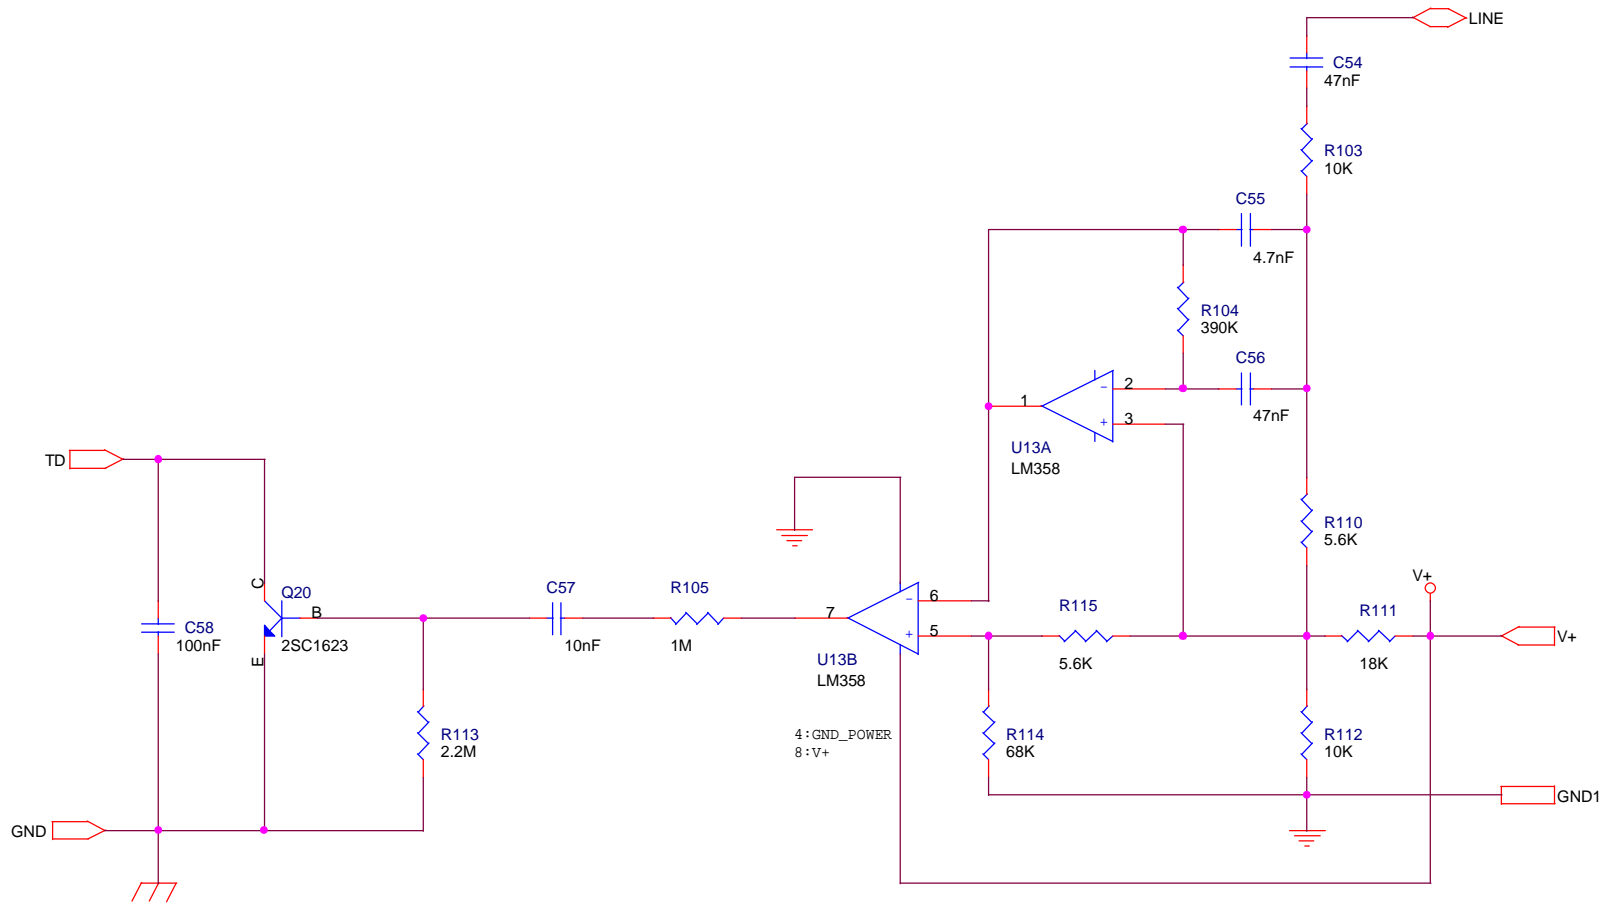 LINE
C54
47nF
R103
10K
C55
4.7nF
R104
390K
C56
47nF
2
-
1
+
3
U13A
LM358
TD
R110
5.6K
C
Q20
B
2SC1623
E
C58
100nF
C57
10nF
R105
1M
7
-
6
+
5
U13B
LM358
R115
5.6K
V+
R111
18K
V+
R113
2.2M
4:GND_POWER
8:V+
R114
68K
R112
10K
GND1
GND